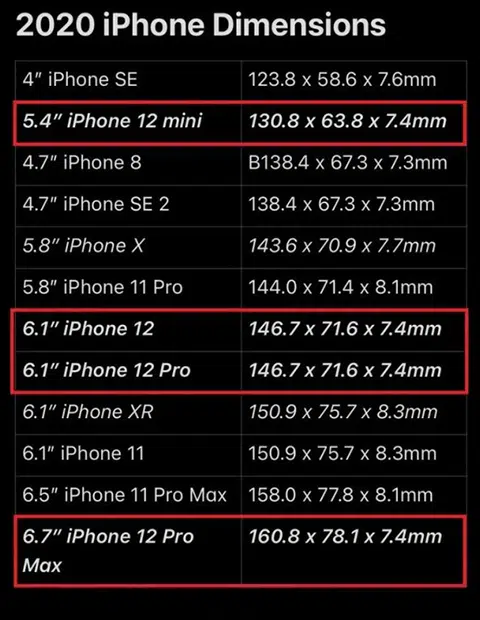 2020 iPhone Dimensions
4″ iPhone SE 123.8 x 58.6 x 7.6mm
5.4″ iPhone 12 mini 130.8 x 63.8 x 7.4mm
4.7″ iPhone 8 B138.4 x 67.3 x 7.3mm
4.7″ iPhone SE 2 138.4 x 67.3 x 7.3mm
5.8″ iPhone X 143.6 x 70.9 x 7.7mm
5.8″ iPhone 11 Pro 144.0 x 71.4 x 8.1mm
6.1″ iPhone 12 146.7 x 71.6 x 7.4mm
6.1″ iPhone 12 Pro 146.7 x 71.6 x 7.4mm
6.1″ iPhone XR 150.9 x 75.7 x 8.3mm
6.1″ iPhone 11 150.9 x 75.7 x 8.3mm
6.5″ iPhone 11 Pro Max 158.0 x 77.8 x 8.1mm
6.7″ iPhone 12 Pro 160.8 x 78.1 x 7.4mm
Max